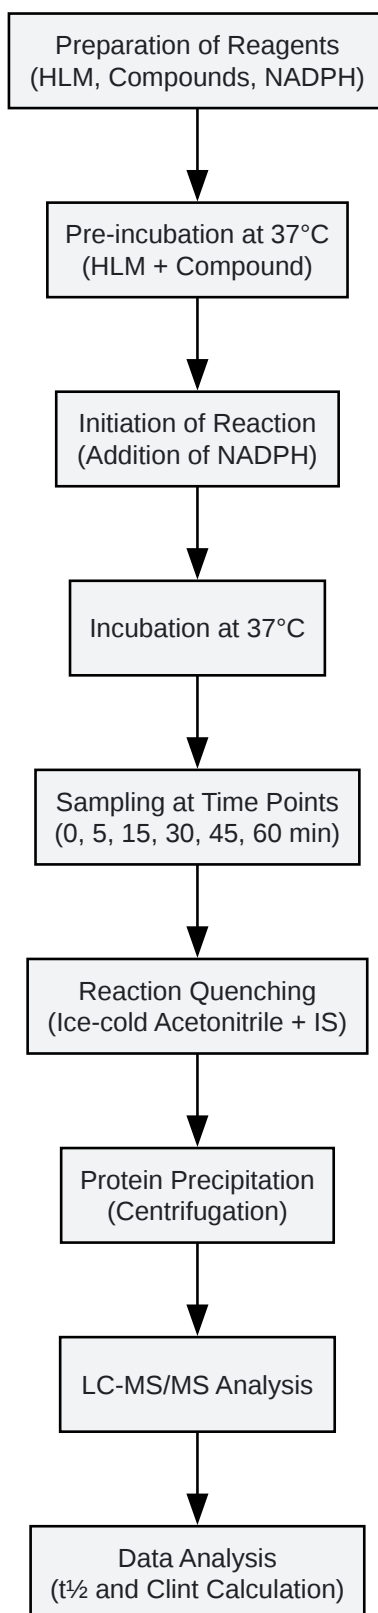 Preparation of Reagents
(HLM, Compounds, NADPH)
Pre-incubation at 37°C
(HLM + Compound)
Initiation of Reaction
(Addition of NADPH)
Incubation at 37°C
Sampling at Time Points
(0, 5, 15, 30, 45, 60 min)
Reaction Quenching
(Ice-cold Acetonitrile + IS)
Protein Precipitation
(Centrifugation)
LC-MS/MS Analysis
Data Analysis
(t½ and Clint Calculation)